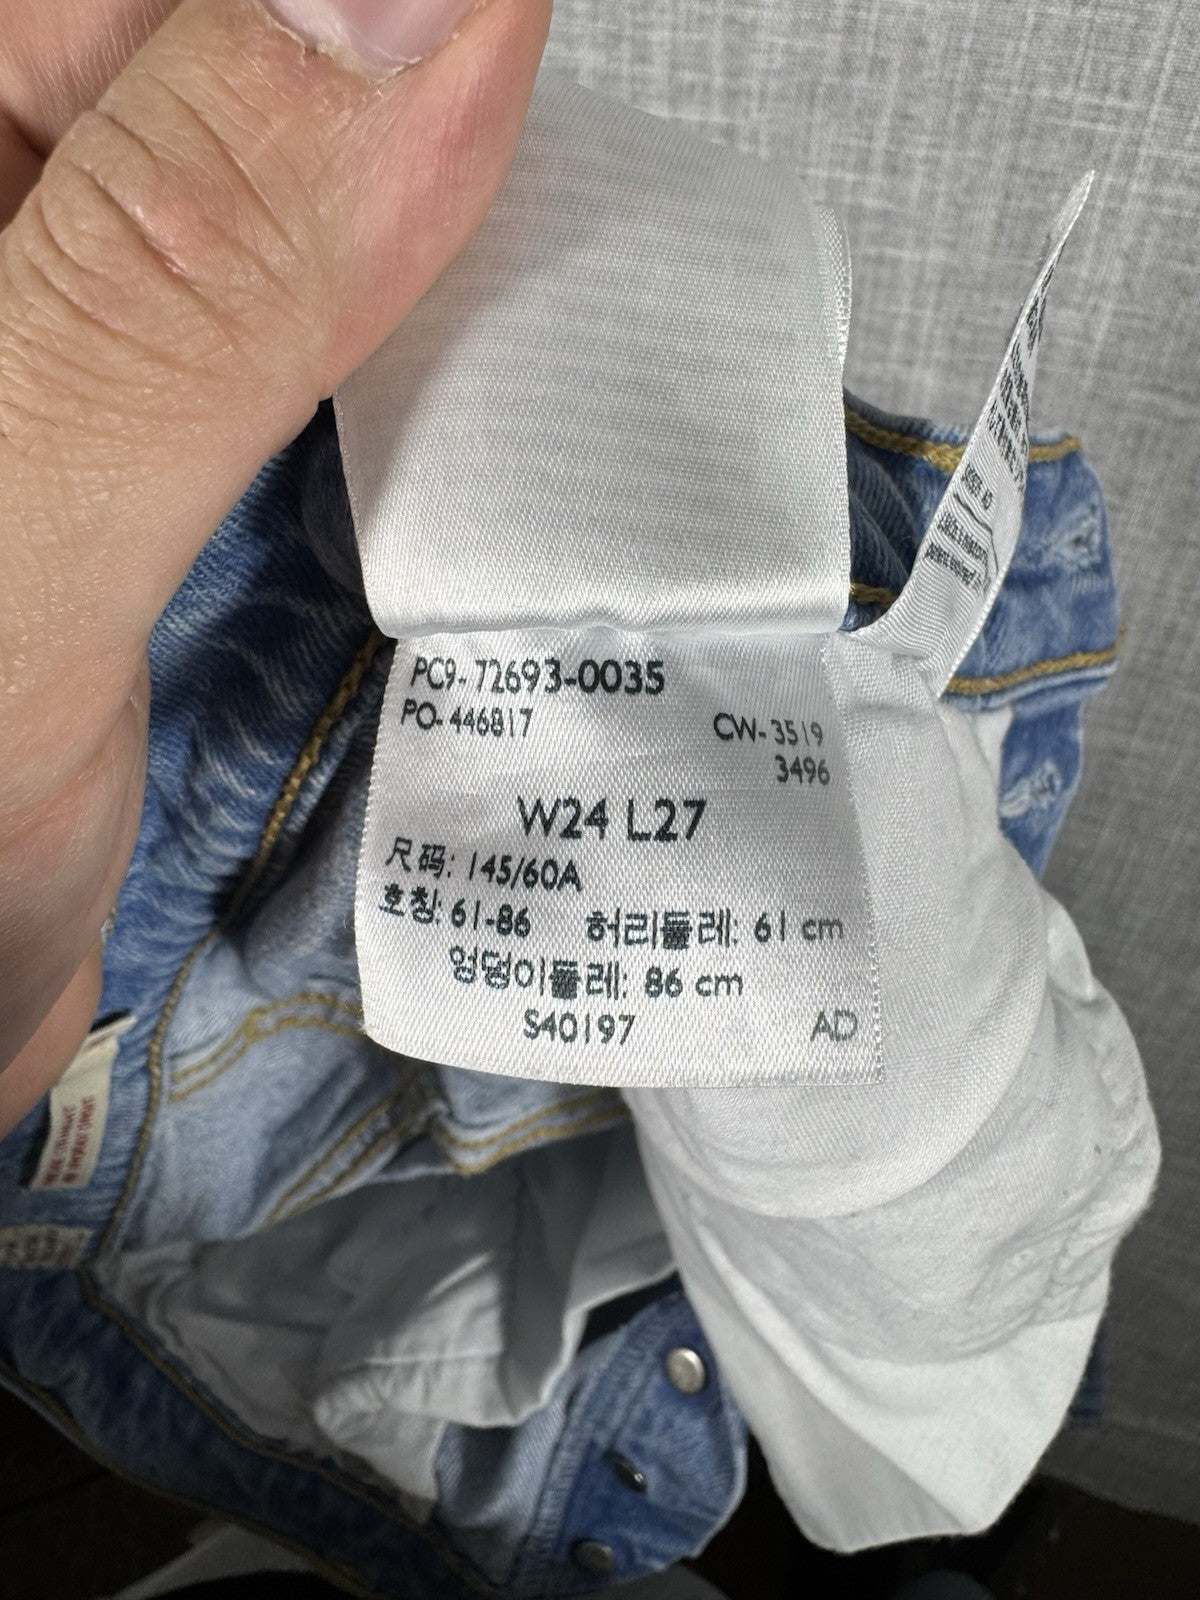 PC9-72693-0035
PO-446817 CW-3519
3496
W24 L27
尺码: 145/60A
호칭: 61-86 허리둘레: 61 cm
엉덩이둘레: 86 cm
S40197 AD